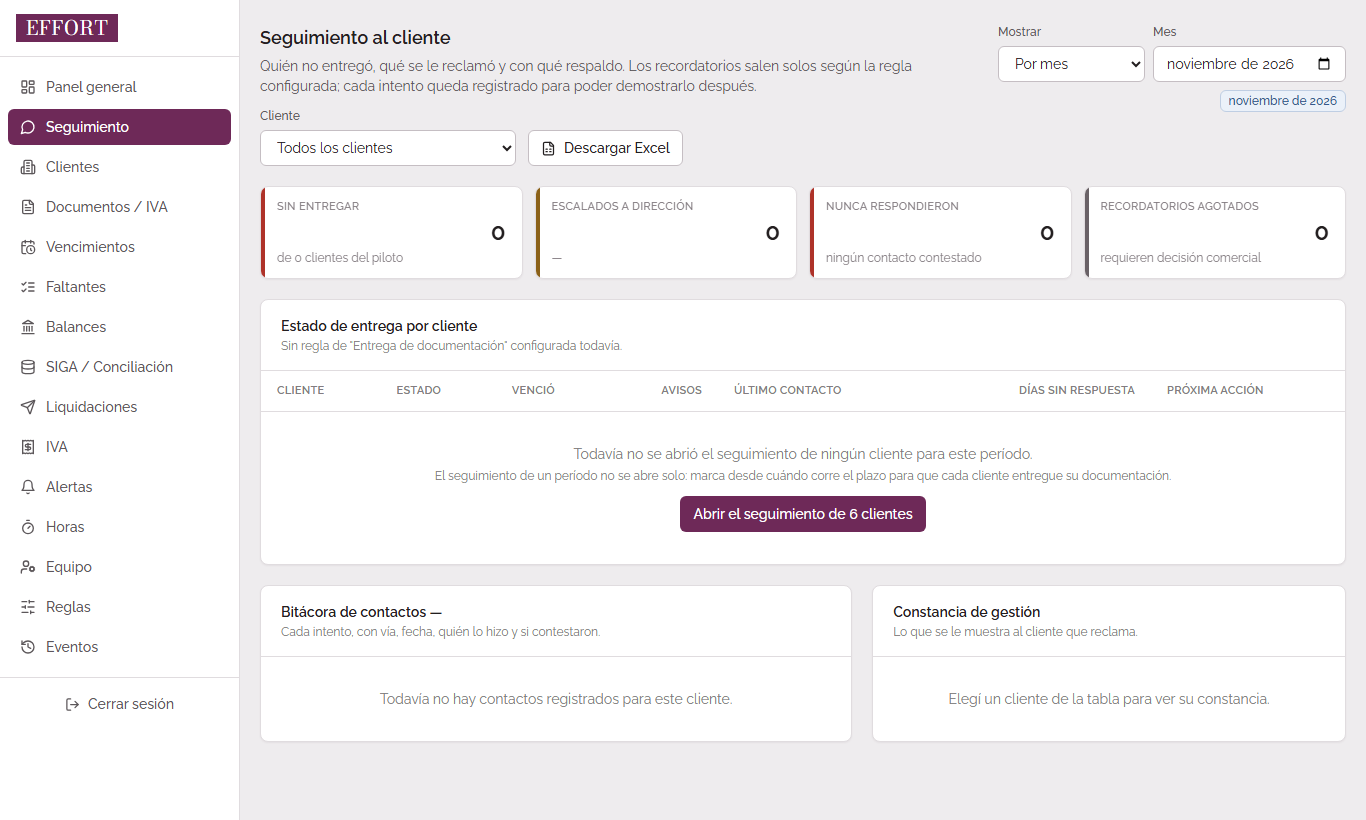 EFFORT
Panel general
Seguimiento
Clientes
Documentos / IVA
Vencimientos
Faltantes
Balances
SIGA / Conciliación
Liquidaciones
IVA
Alertas
Horas
Equipo
Reglas
Eventos
Cerrar sesión
Seguimiento al cliente
Quién no entregó, qué se le reclamó y con qué respaldo. Los recordatorios salen solos según la regla
configurada; cada intento queda registrado para poder demostrarlo después.
Mostrar
Por mes
Mes
noviembre de 2026
noviembre de 2026
Cliente
Todos los clientes
Descargar Excel
SIN ENTREGAR
0
de 0 clientes del piloto
ESCALADOS A DIRECCIÓN
0
—
NUNCA RESPONDIERON
0
ningún contacto contestado
RECORDATORIOS AGOTADOS
0
requieren decisión comercial
Estado de entrega por cliente
Sin regla de "Entrega de documentación" configurada todavía.
CLIENTE ESTADO VENCIÓ AVISOS ÚLTIMO CONTACTO DÍAS SIN RESPUESTA PRÓXIMA ACCIÓN
Todavía no se abrió el seguimiento de ningún cliente para este período.
El seguimiento de un período no se abre solo: marca desde cuándo corre el plazo para que cada cliente entregue su documentación.
Abrir el seguimiento de 6 clientes
Bitácora de contactos —
Cada intento, con vía, fecha, quién lo hizo y si contestaron.
Todavía no hay contactos registrados para este cliente.
Constancia de gestión
Lo que se le muestra al cliente que reclama.
Elegí un cliente de la tabla para ver su constancia.